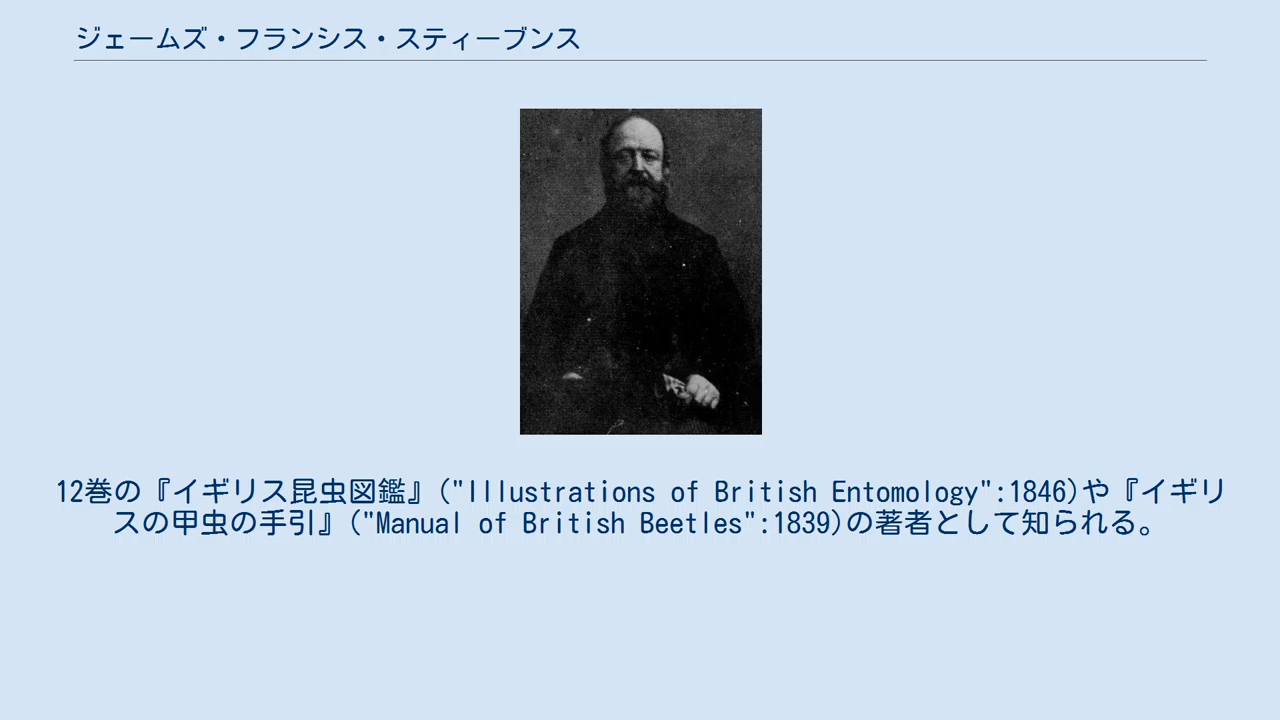 ジェームズ・フランシス・スティーブンス
12巻の『イギリス昆虫図鑑』("Illustrations of British Entomology":1846)や『イギリ
スの甲虫の手引』("Manual of British Beetles":1839)の著者として知られる。